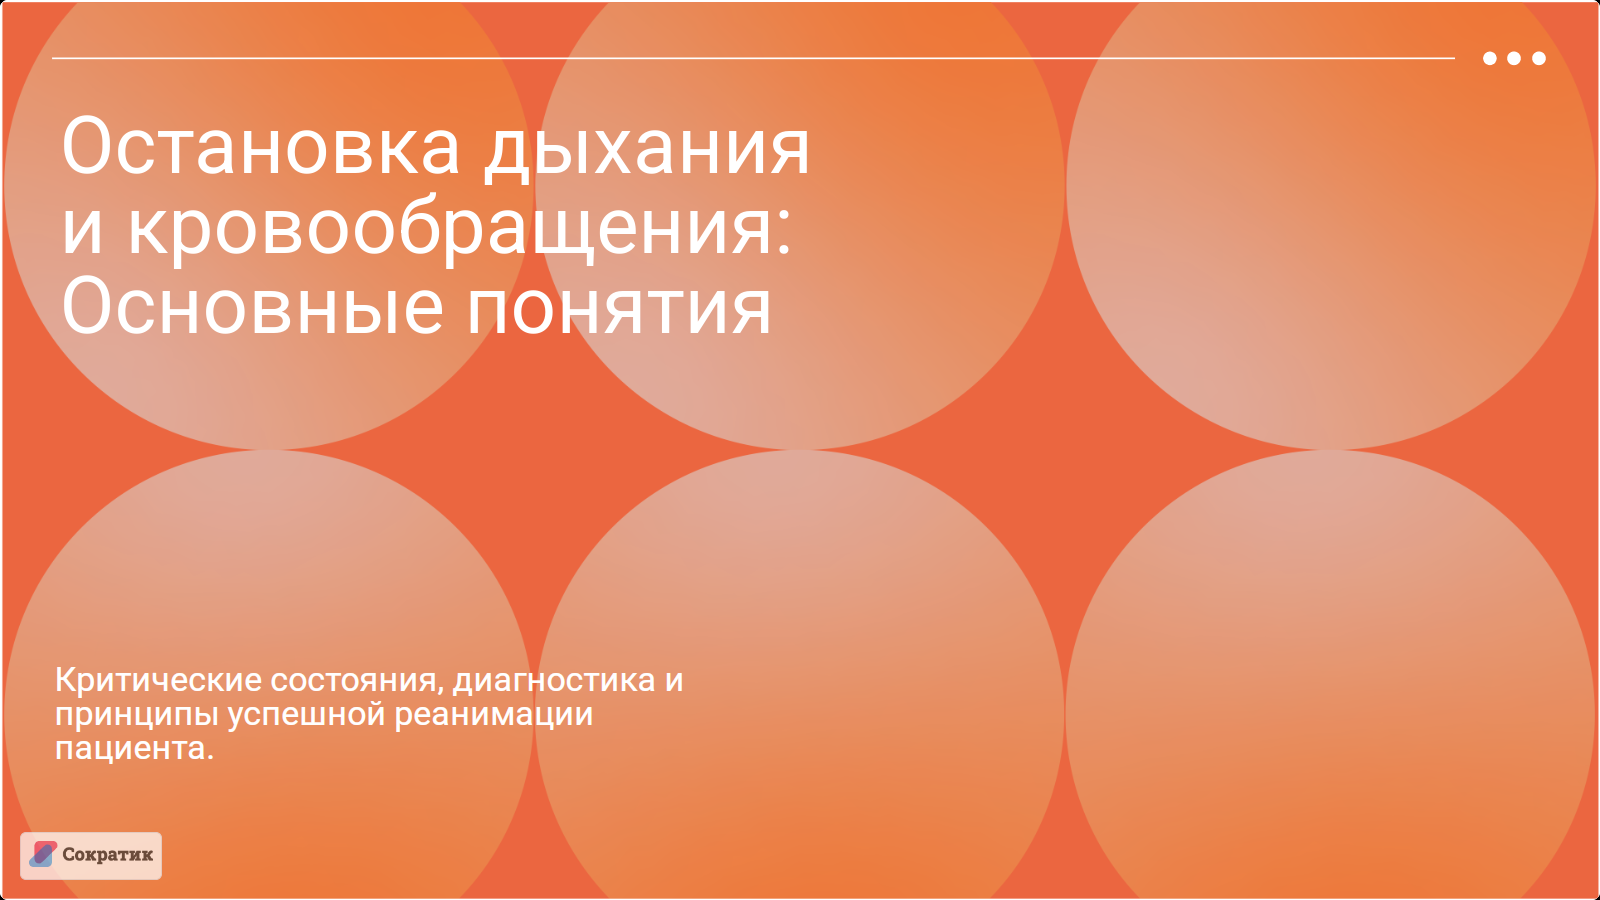 Остановка дыхания
и кровообращения:
Основные понятия
Критические состояния, диагностика и
принципы успешной реанимации
пациента.
Сократик